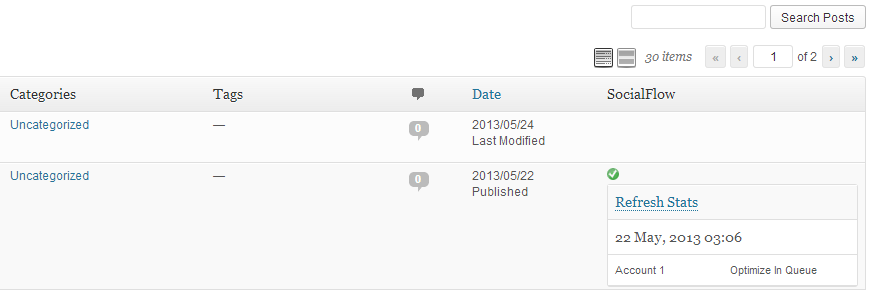 Search Posts
30 items « ‹ 1 of 2 › »
Categories Tags Date SocialFlow
Uncategorized — 0 2013/05/24
Last Modified
Uncategorized — 0 2013/05/22
Published
Refresh Stats
22 May, 2013 03:06
Account 1 Optimize In Queue